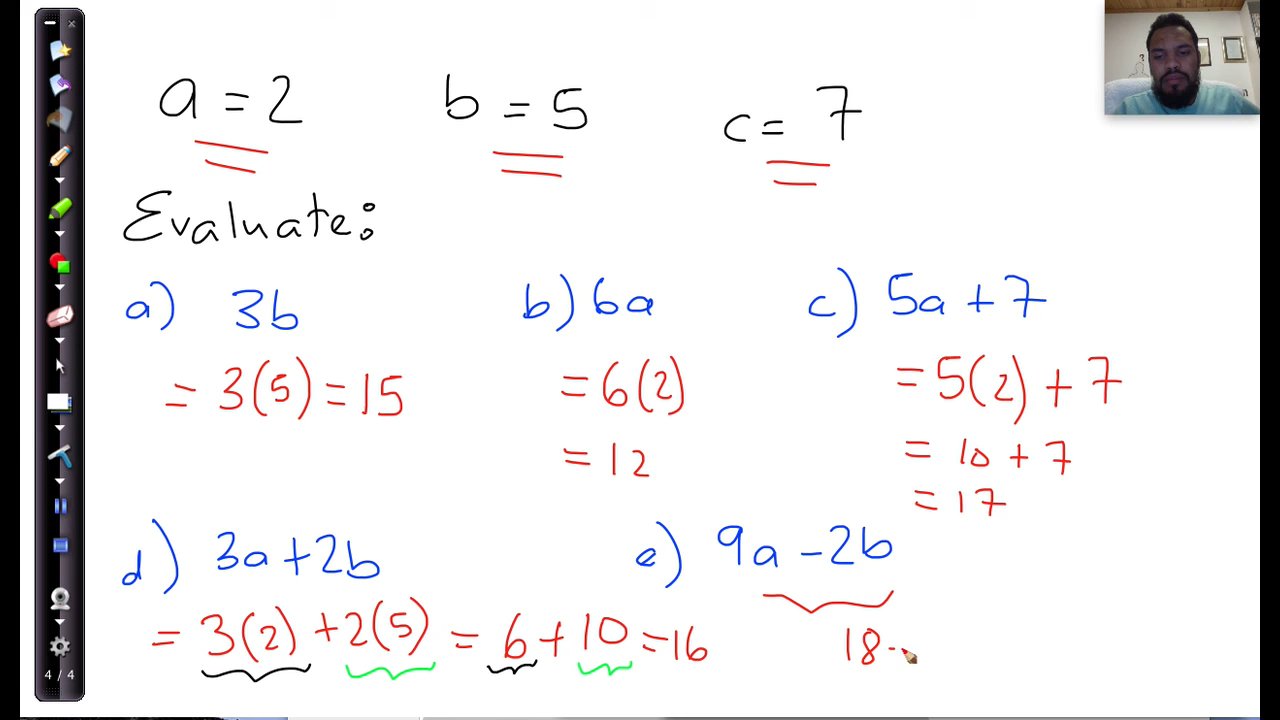 a = 2 b = 5 c = 7
Evaluate:
a) 3b b) 6a c) 5a + 7
= 3(5) = 15 = 6(2) = 5(2) + 7
= 12 = 10 + 7
= 17
d) 3a + 2b e) 9a - 2b
= 3(2) + 2(5) = 6 + 10 = 16 18 -
4 / 4